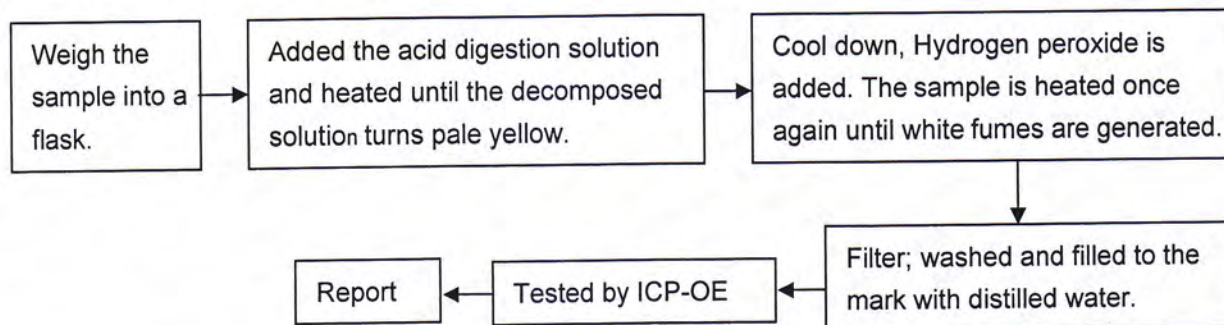 Weigh the
sample into a
flask.
Added the acid digestion solution
and heated until the decomposed
solution turns pale yellow.
Cool down, Hydrogen peroxide is
added. The sample is heated once
again until white fumes are generated.
Filter; washed and filled to the
mark with distilled water.
Tested by ICP-OE
Report